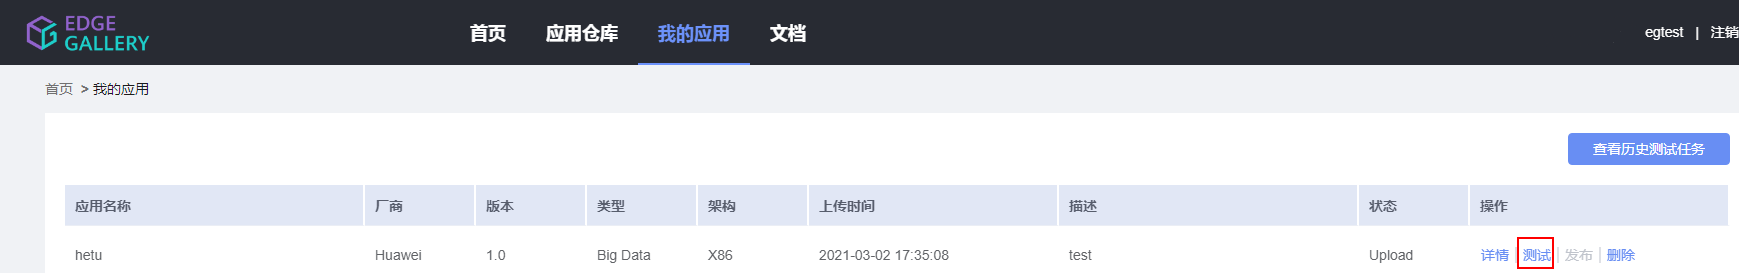 EDGE GALLERY
首页 应用仓库 我的应用 文档 egtest | 注销
首页 > 我的应用
查看历史测试任务
应用名称 厂商 版本 类型 架构 上传时间 描述 状态 操作
hetu Huawei 1.0 Big Data X86 2021-03-02 17:35:08 test Upload 详情 | 测试 | 发布 | 删除